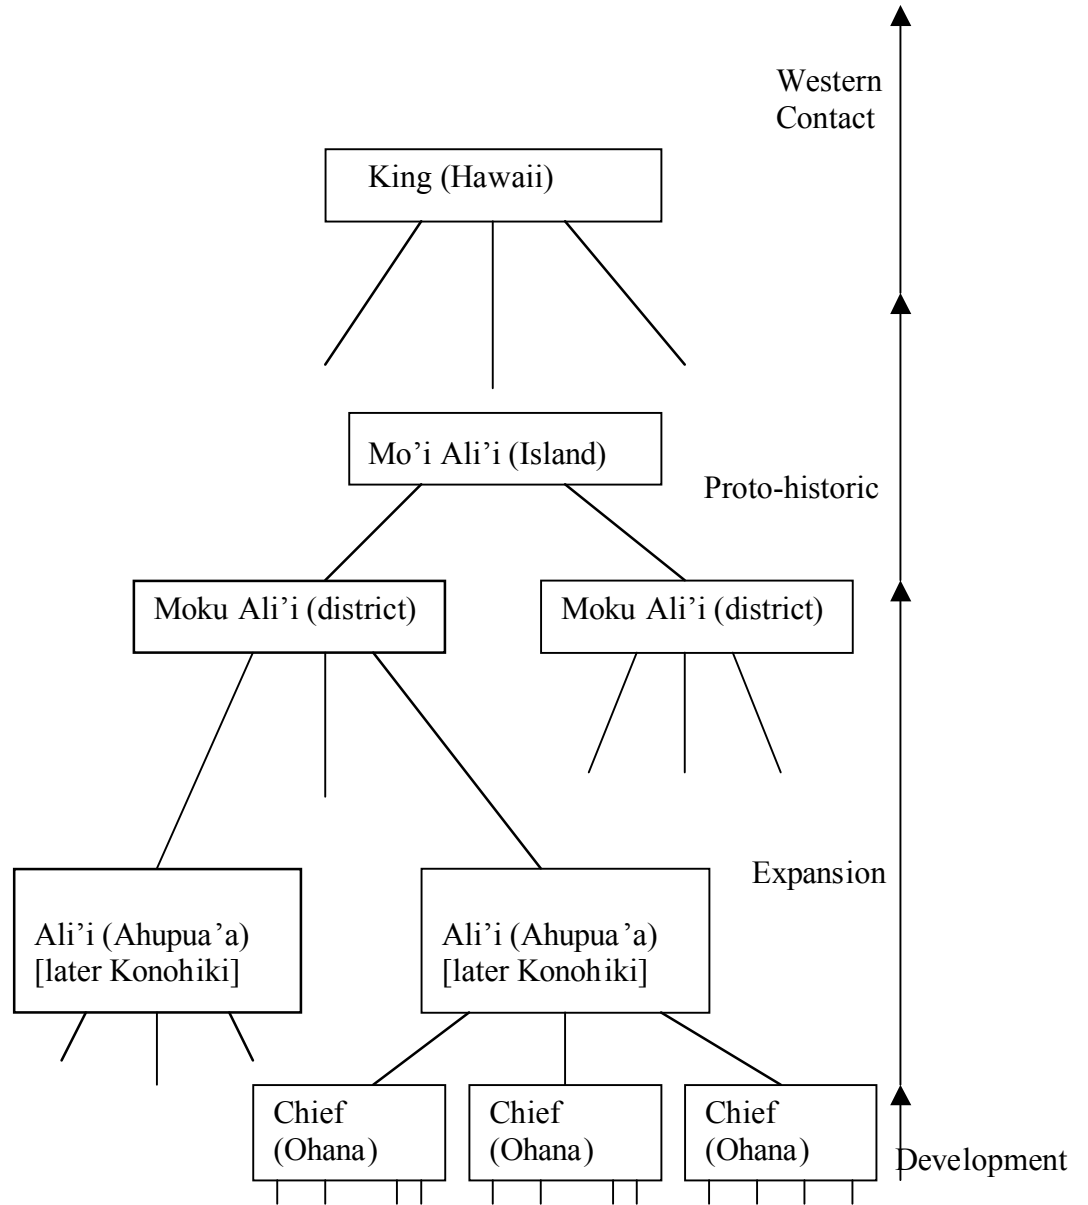 Western
Contact
King (Hawaii)
Mo’i Ali’i (Island)
Proto-historic
Moku Ali’i (district)
Moku Ali’i (district)
Expansion
Ali’i (Ahupua’a)
[later Konohiki]
Ali’i (Ahupua’a)
[later Konohiki]
Chief
(Ohana)
Chief
(Ohana)
Chief
(Ohana)
Development